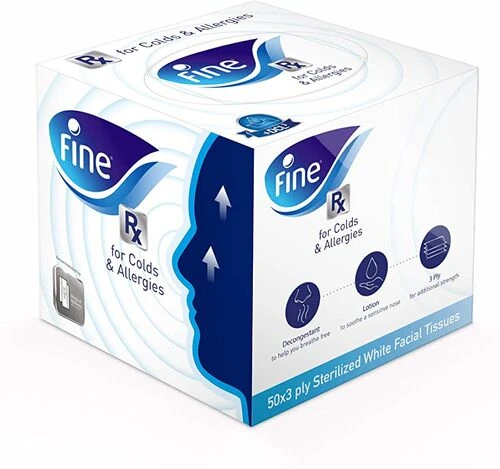 fine
Rx
for Colds & Allergies
fine
Rx
for Colds
& Allergies
fine
Rx
for Colds
& Allergies
Decongestant
to help you breathe free
Lotion
to soothe a sensitive nose
3 Ply
for additional strength
50x3 ply Sterilized White Facial Tissues